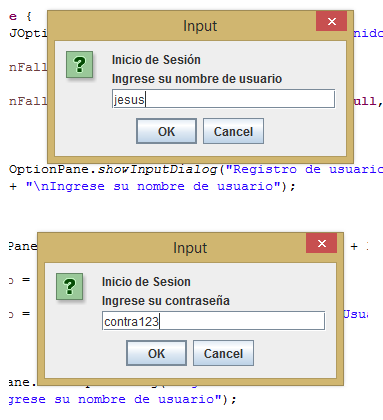 e {
JOpti
Input
nido
Inicio de Sesión
Ingrese su nombre de usuario
nFall
jesus
nFall
ull,
OK
Cancel
OptionPane.showInputDialog("Registro de usuario
+ "\nIngrese su nombre de usuario");
Input
Pane
+
Inicio de Sesion
o =
Ingrese su contraseña
o =
contra123
Usu
OK
Cancel
ane.
grese su nombre de usuario");